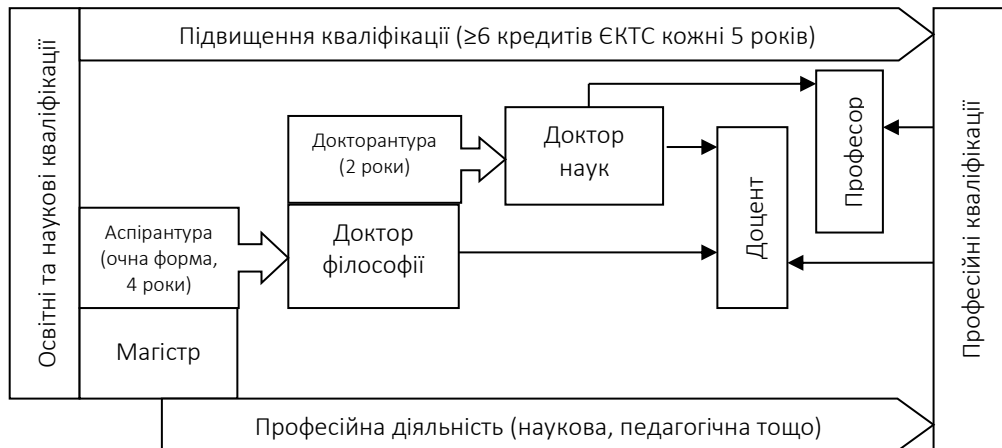 Освітні та наукові кваліфікації
Підвищення кваліфікації (≥6 кредитів ЄКТС кожні 5 років)
Професійні кваліфікації
Професор
Докторантура
(2 роки)
Доктор
наук
Доцент
Аспірантура
(очна форма,
4 роки)
Доктор
філософії
Магістр
Професійна діяльність (наукова, педагогічна тощо)